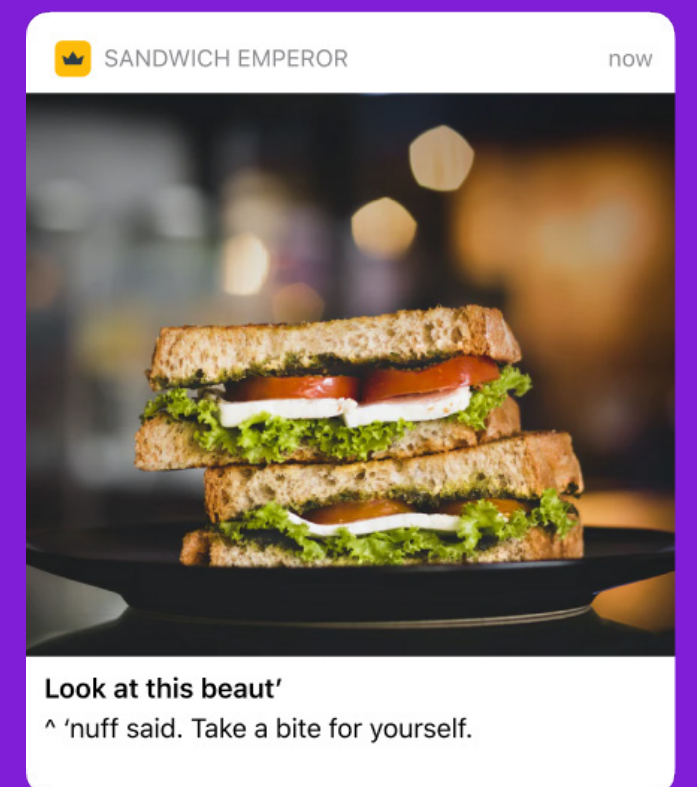 SANDWICH EMPEROR now
Look at this beaut’
^ ‘nuff said. Take a bite for yourself.